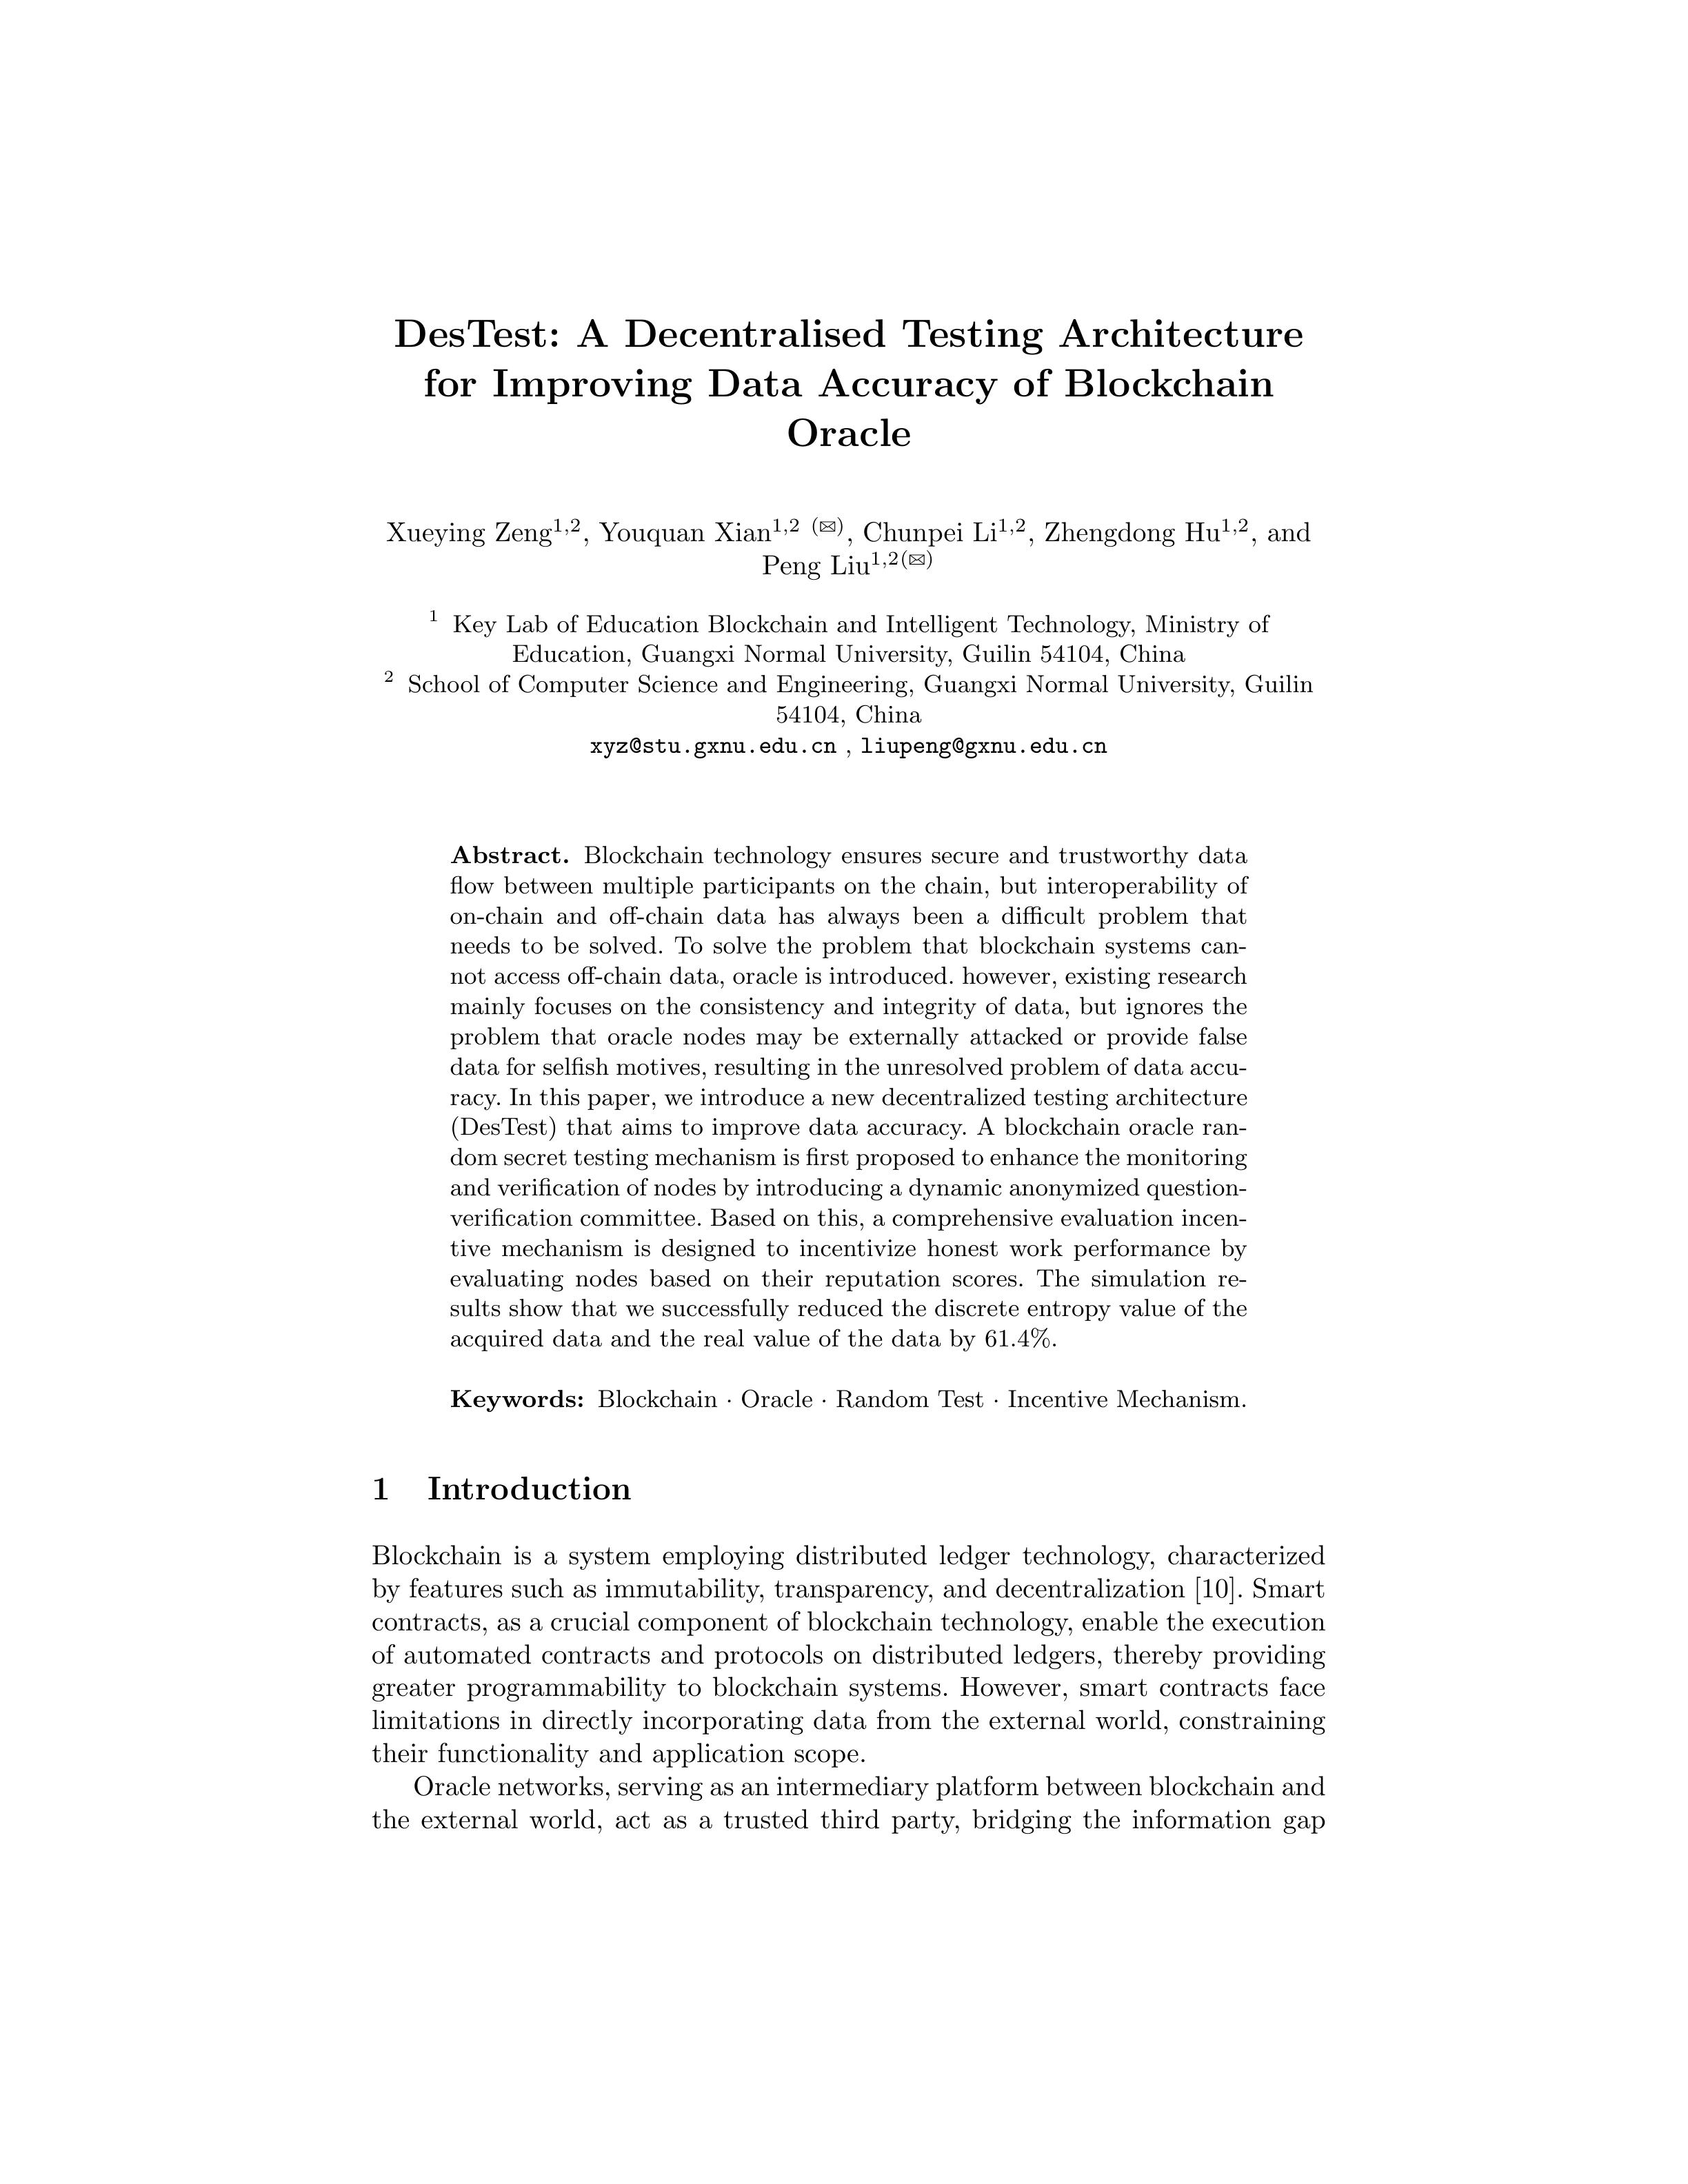 DesTest: A Decentralised Testing Architecture
for Improving Data Accuracy of Blockchain
Oracle
Xueying Zeng1,2, Youquan Xian1,2 (✉), Chunpei Li1,2, Zhengdong Hu1,2, and
Peng Liu1,2(✉)
1 Key Lab of Education Blockchain and Intelligent Technology, Ministry of
Education, Guangxi Normal University, Guilin 54104, China
2 School of Computer Science and Engineering, Guangxi Normal University, Guilin
54104, China
xyz@stu.gxnu.edu.cn , liupeng@gxnu.edu.cn
Abstract. Blockchain technology ensures secure and trustworthy data
flow between multiple participants on the chain, but interoperability of
on-chain and off-chain data has always been a difficult problem that
needs to be solved. To solve the problem that blockchain systems can-
not access off-chain data, oracle is introduced. however, existing research
mainly focuses on the consistency and integrity of data, but ignores the
problem that oracle nodes may be externally attacked or provide false
data for selfish motives, resulting in the unresolved problem of data accu-
racy. In this paper, we introduce a new decentralized testing architecture
(DesTest) that aims to improve data accuracy. A blockchain oracle ran-
dom secret testing mechanism is first proposed to enhance the monitoring
and verification of nodes by introducing a dynamic anonymized question-
verification committee. Based on this, a comprehensive evaluation incen-
tive mechanism is designed to incentivize honest work performance by
evaluating nodes based on their reputation scores. The simulation re-
sults show that we successfully reduced the discrete entropy value of the
acquired data and the real value of the data by 61.4%.
Keywords: Blockchain · Oracle · Random Test · Incentive Mechanism.
1 Introduction
Blockchain is a system employing distributed ledger technology, characterized
by features such as immutability, transparency, and decentralization [10]. Smart
contracts, as a crucial component of blockchain technology, enable the execution
of automated contracts and protocols on distributed ledgers, thereby providing
greater programmability to blockchain systems. However, smart contracts face
limitations in directly incorporating data from the external world, constraining
their functionality and application scope.
Oracle networks, serving as an intermediary platform between blockchain and
the external world, act as a trusted third party, bridging the information gap